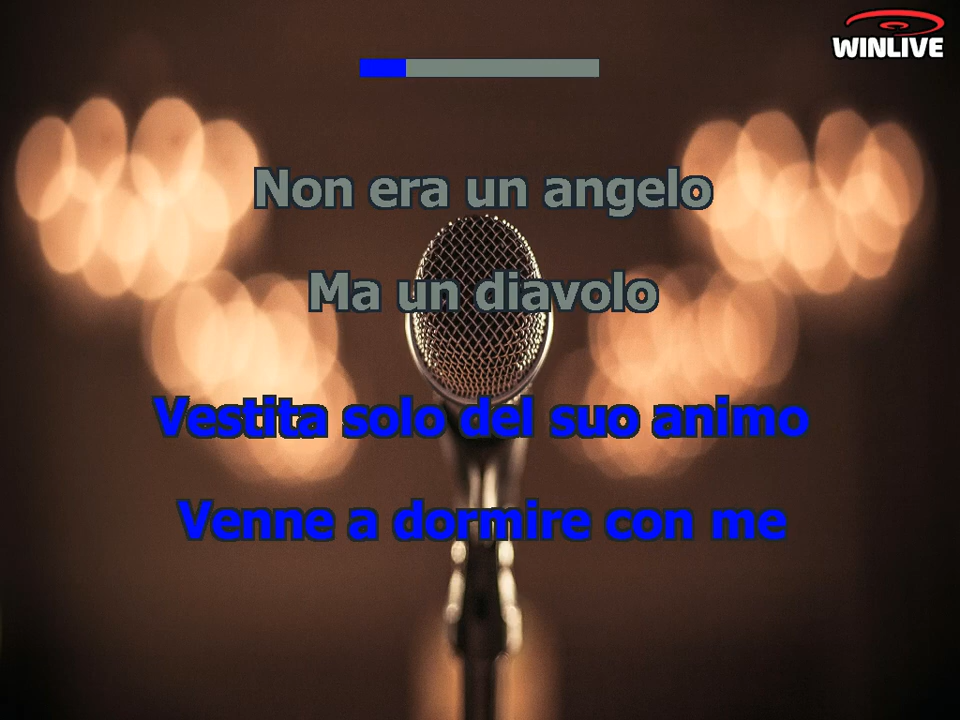 WINLIVE
Non era un angelo
Ma un diavolo
Vestita solo del suo animo
Venne a dormire con me